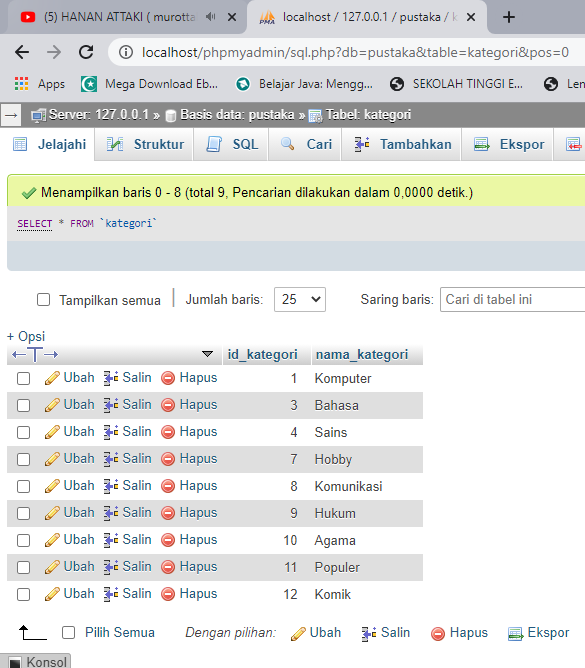 (5) HANAN ATTAKI ( murotta
localhost / 127.0.0.1 / pustaka / k
localhost/phpmyadmin/sql.php?db=pustaka&table=kategori&pos=0
Apps Mega Download Eb... Belajar Java: Mengg... SEKOLAH TINGGI E... Len
Server: 127.0.0.1 » Basis data: pustaka » Tabel: kategori
Jelajahi Struktur SQL Cari Tambahkan Ekspor
Menampilkan baris 0 - 8 (total 9, Pencarian dilakukan dalam 0,0000 detik.)
SELECT * FROM `kategori`
Tampilkan semua | Jumlah baris: 25 Saring baris: Cari di tabel ini
+ Opsi
←T→ id_kategori nama_kategori
Ubah Salin Hapus 1 Komputer
Ubah Salin Hapus 3 Bahasa
Ubah Salin Hapus 4 Sains
Ubah Salin Hapus 7 Hobby
Ubah Salin Hapus 8 Komunikasi
Ubah Salin Hapus 9 Hukum
Ubah Salin Hapus 10 Agama
Ubah Salin Hapus 11 Populer
Ubah Salin Hapus 12 Komik
Pilih Semua Dengan pilihan: Ubah Salin Hapus Ekspor
Konsol